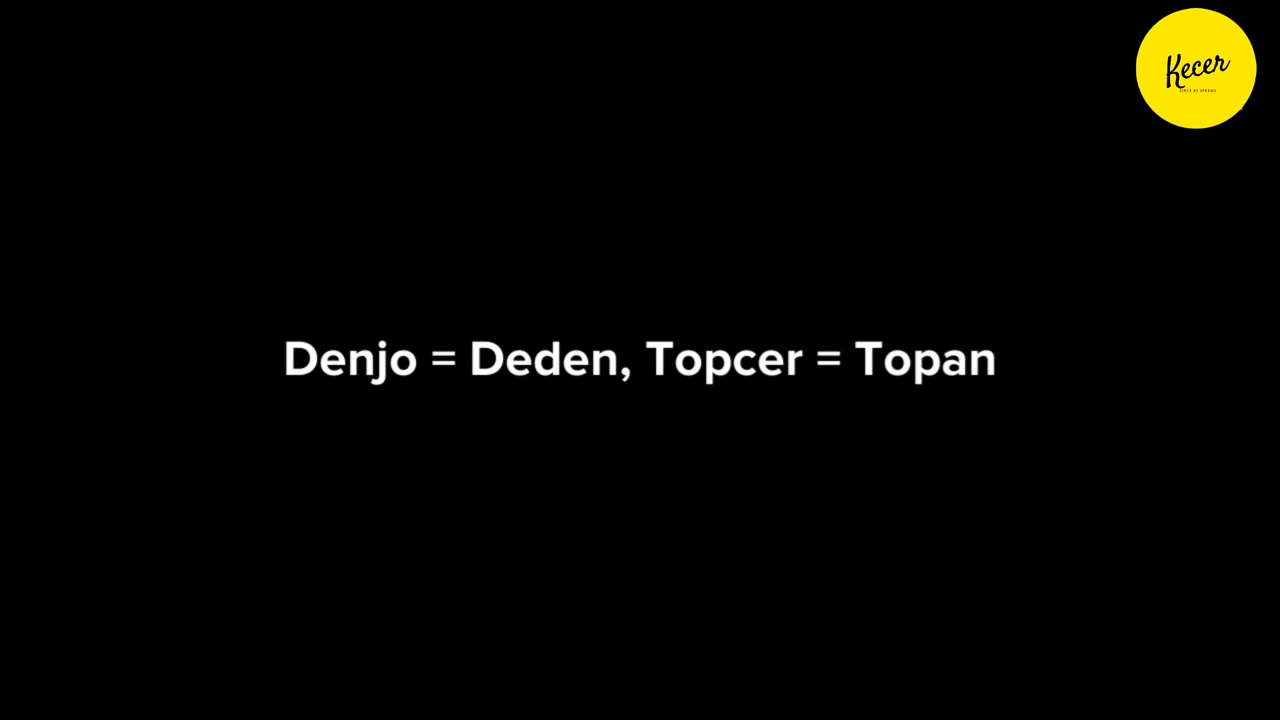 Kecer
Denjo = Deden, Topcer = Topan